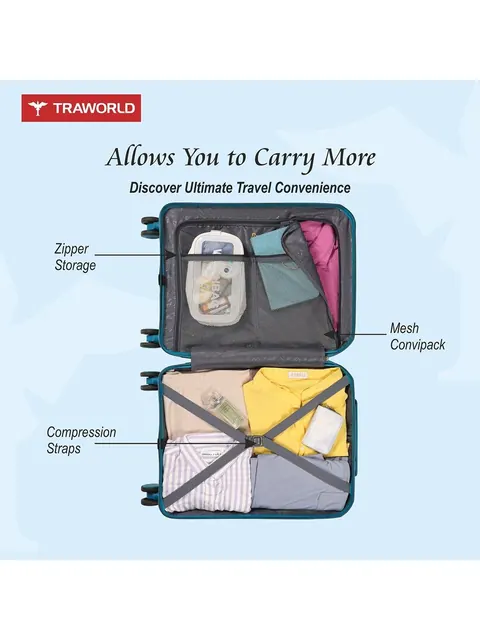 TRAWORLD
Allows You to Carry More
Discover Ultimate Travel Convenience
Zipper
Storage
Mesh
Convipack
Compression
Straps